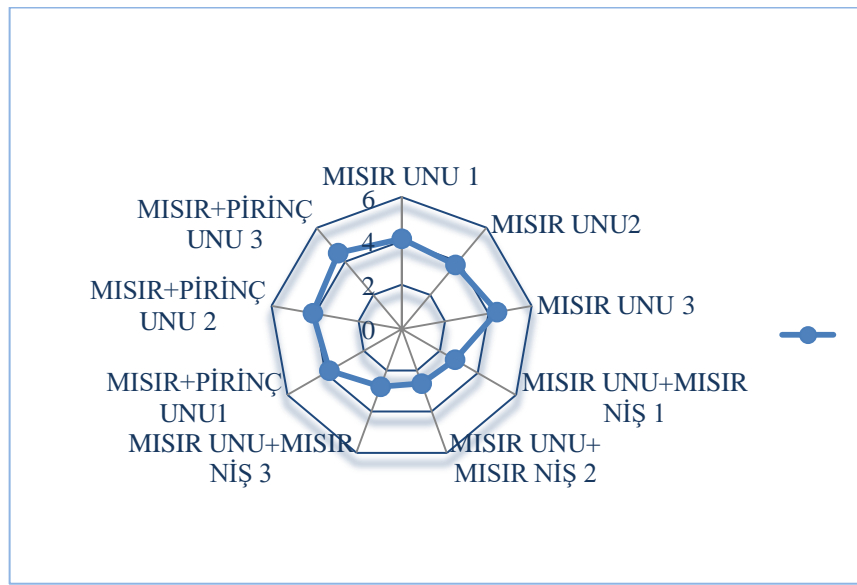 MISIR UNU 1
MISIR UNU2
MISIR UNU 3
MISIR UNU+MISIR
NİŞ 1
MISIR UNU+
MISIR NİŞ 2
MISIR UNU+MISIR
NİŞ 3
MISIR+PİRİNÇ
UNU1
MISIR+PİRİNÇ
UNU 2
MISIR+PİRİNÇ
UNU 3
6
4
2
0